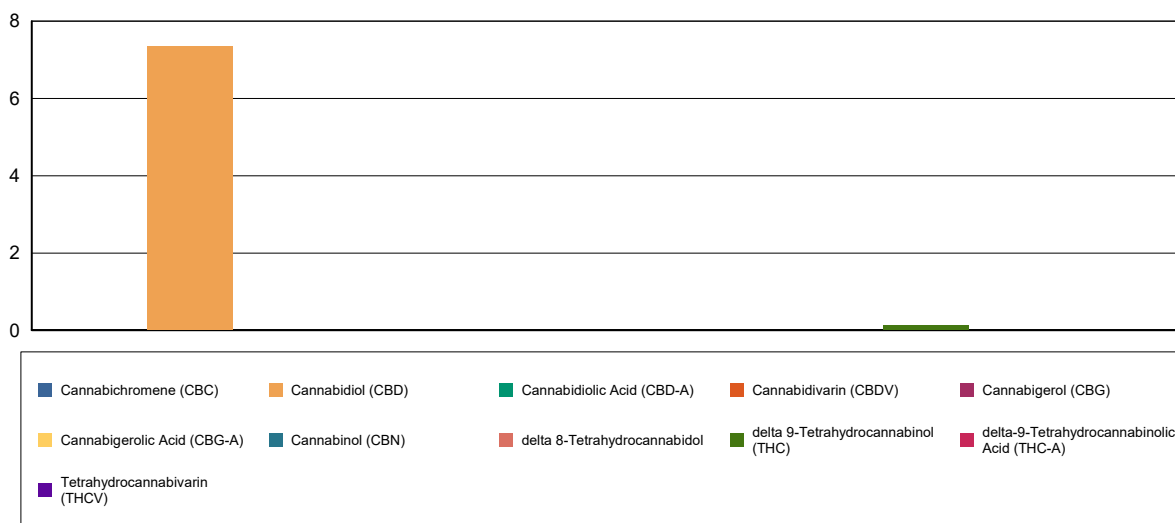 8
6
4
2
0
Cannabichromene (CBC)
Cannabidiol (CBD)
Cannabidiolic Acid (CBD-A)
Cannabidivarin (CBDV)
Cannabigerol (CBG)
Cannabigerolic Acid (CBG-A)
Cannabinol (CBN)
delta 8-Tetrahydrocannabidol
delta 9-Tetrahydrocannabinol
(THC)
delta-9-Tetrahydrocannabinolic
Acid (THC-A)
Tetrahydrocannabivarin
(THCV)